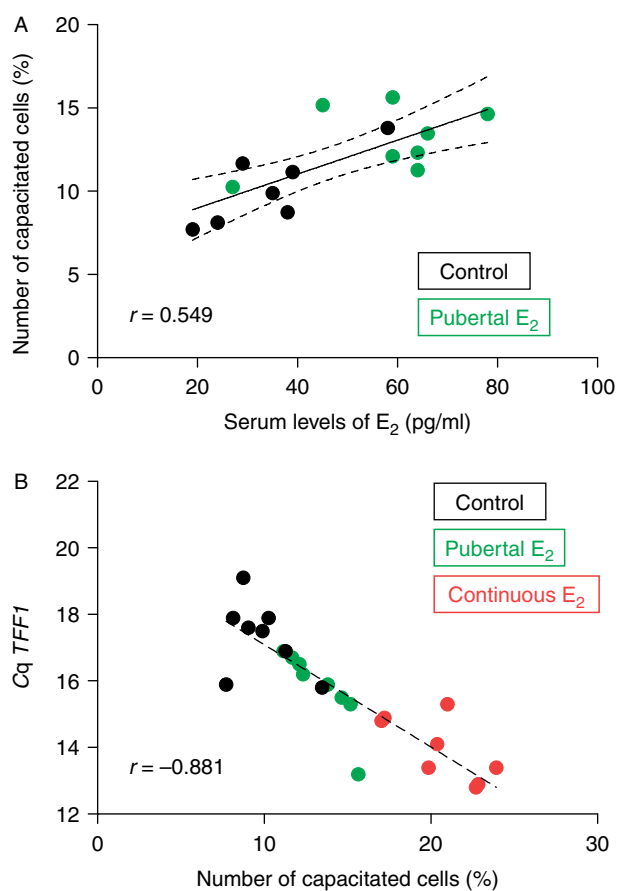 A
Number of capacitated cells (%)
20
15
10
5
0
r = 0.549
Control
Pubertal E₂
0 20 40 60 80 100
Serum levels of E₂ (pg/ml)
B
Cq TFF1
22
20
18
16
14
12
Control
Pubertal E₂
Continuous E₂
r = –0.881
0 10 20 30
Number of capacitated cells (%)